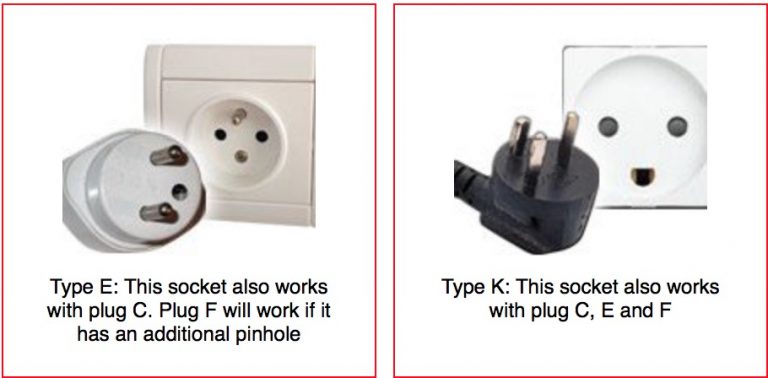 Type E: This socket also works
with plug C. Plug F will work if it
has an additional pinhole
Type K: This socket also works
with plug C, E and F